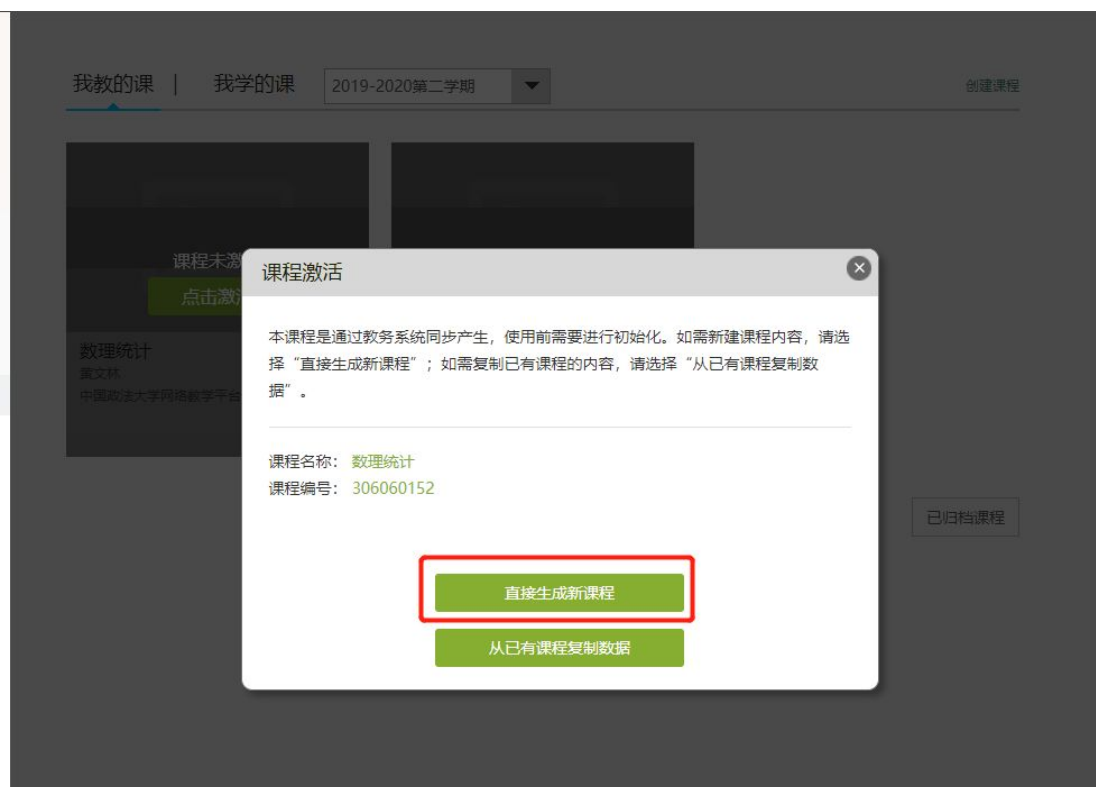 我教的课 | 我学的课 2019-2020第二学期 创建课程
课程未激
点击激活
数理统计
中国政法大学网络教学平台
课程激活
本课程是通过教务系统同步产生，使用前需要进行初始化。如需新建课程内容，请选
择“直接生成新课程”；如需复制已有课程的内容，请选择“从已有课程复制数
据”。
课程名称： 数理统计
课程编号： 306060152
已归档课程
直接生成新课程
从已有课程复制数据